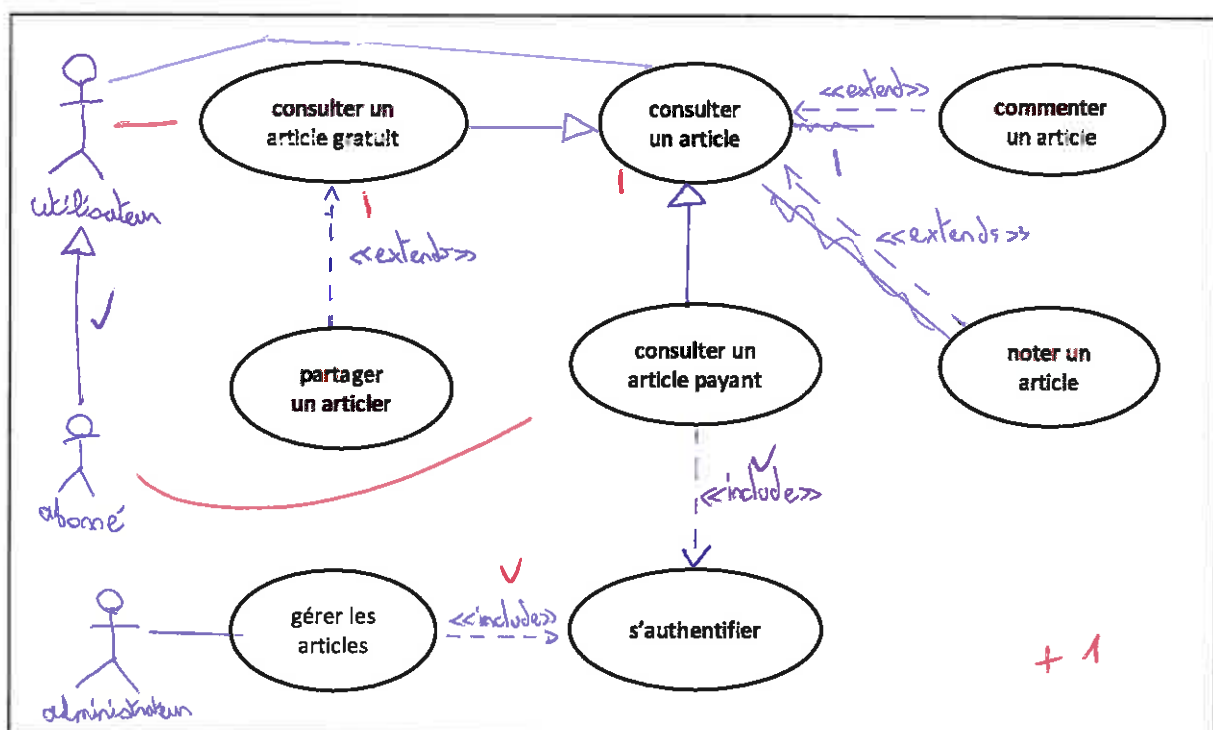 consulter un
article gratuit
consulter
un article
<<extend>>
commenter
un article
utilisateur
<<extends>>
<<extends>>
partager
un articler
consulter un
article payant
noter un
article
abonné
<<include>>
gérer les
articles
<<include>>
s'authentifier
+ 1
administrateur